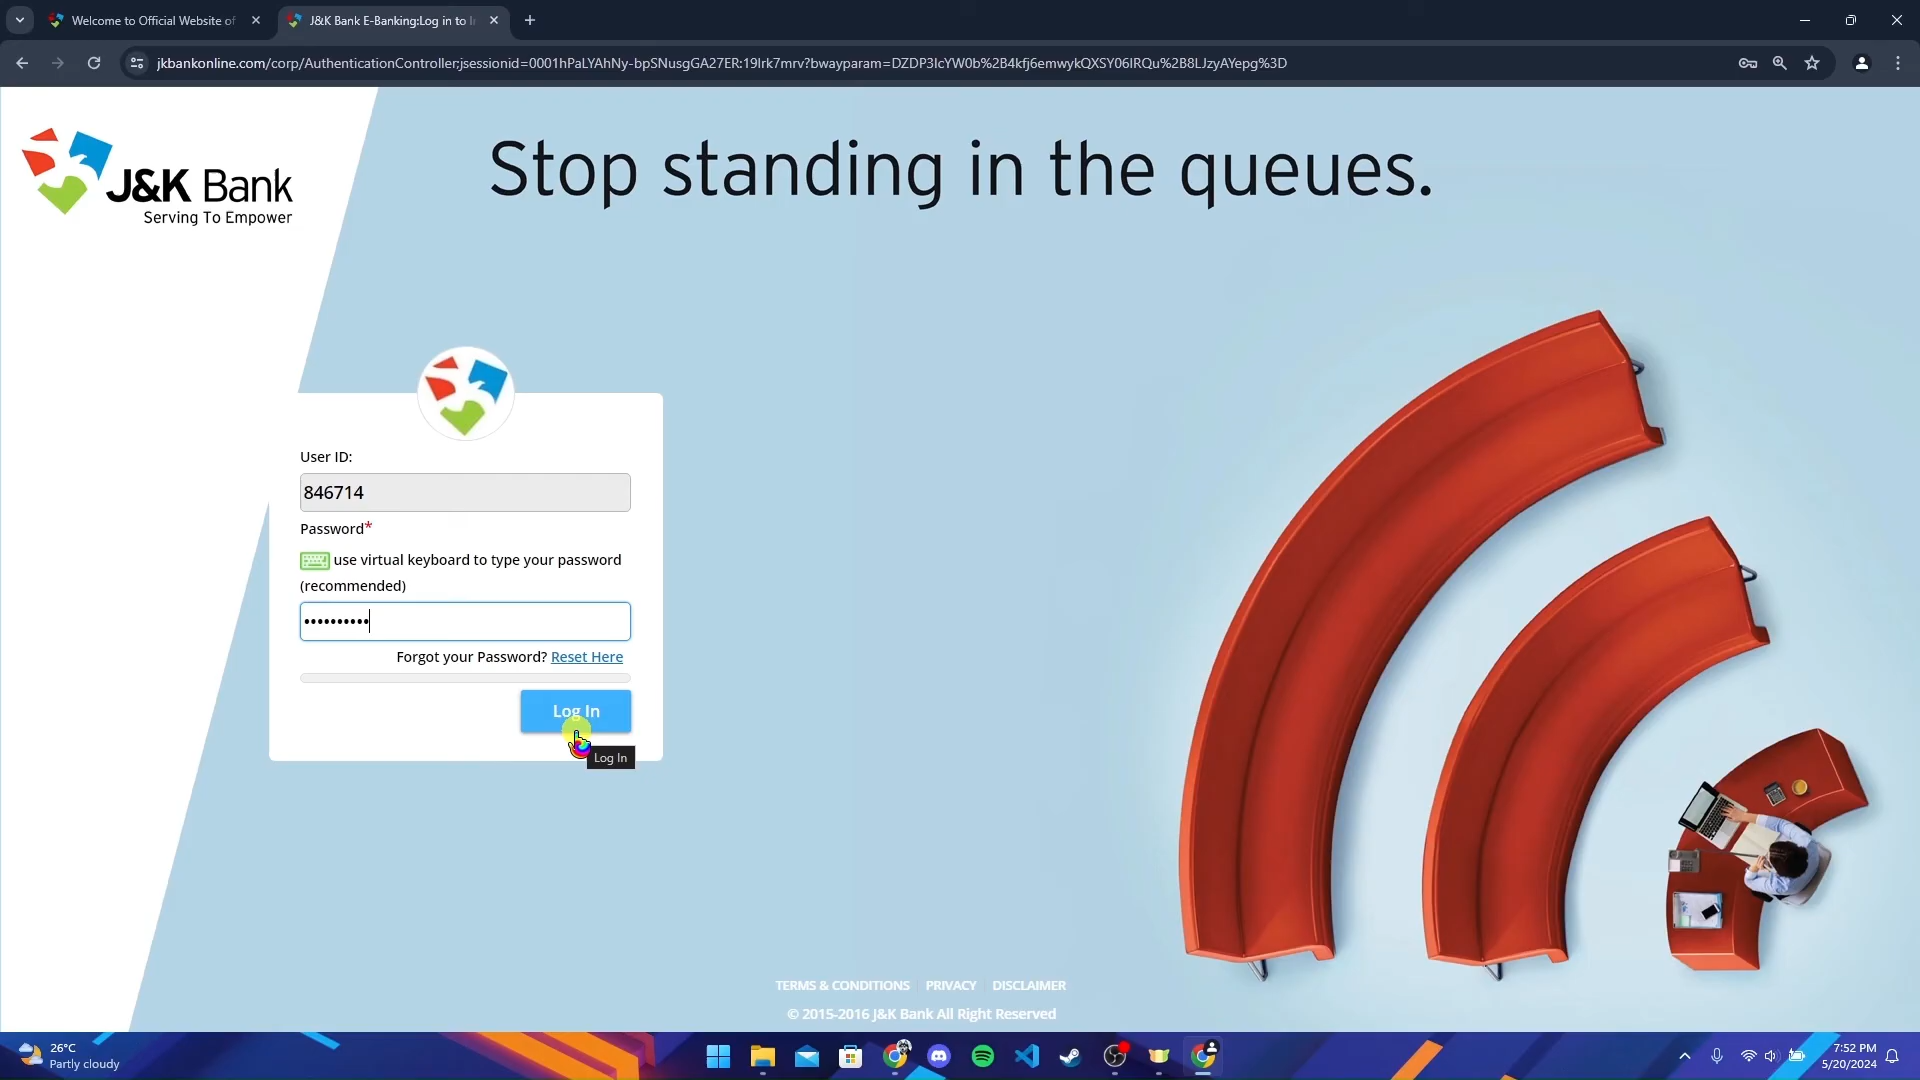 Welcome to Official Website of
J&K Bank E-Banking:Log in to
jkbankonline.com/corp/AuthenticationController;jsessionid=0001hPaLYAhNy-bpSNusgGA27ER:19lrk7mrv?bwayparam=DZDP3IcYW0b%2B4kfj6emwykQXSY06IRQu%2B8LJzyAYepg%3D
J&K Bank
Serving To Empower
Stop standing in the queues.
User ID:
846714
Password*
use virtual keyboard to type your password
(recommended)
••••••••••
Forgot your Password? Reset Here
Log In
Log In
TERMS & CONDITIONS PRIVACY DISCLAIMER
© 2015-2016 J&K Bank All Right Reserved
26°C
Partly cloudy
7:52 PM
5/20/2024